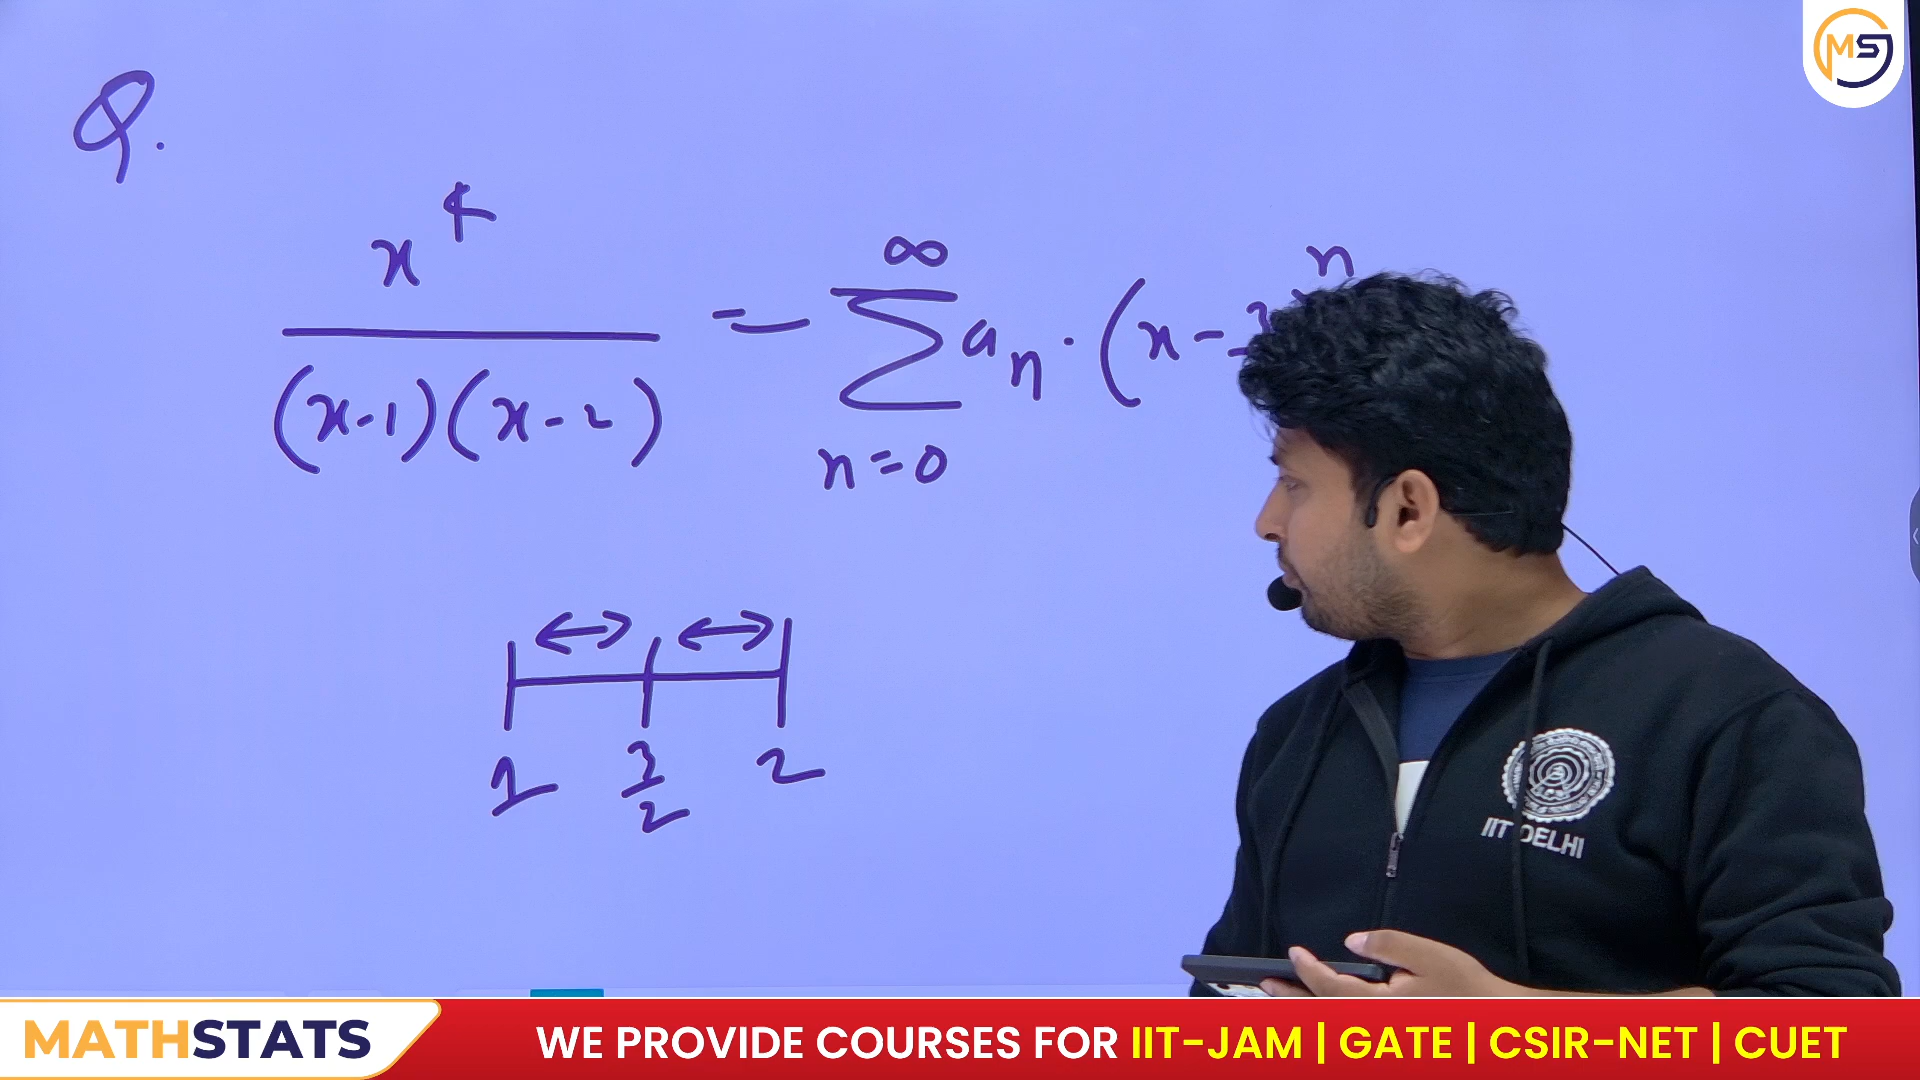 MS
Q.
x^4 / (x-1)(x-2) = ∑_{n=0}^{∞} a_n · (x - 3 ^n
1 3/2 2
IIT DELHI
MATHSTATS WE PROVIDE COURSES FOR IIT-JAM | GATE | CSIR-NET | CUET